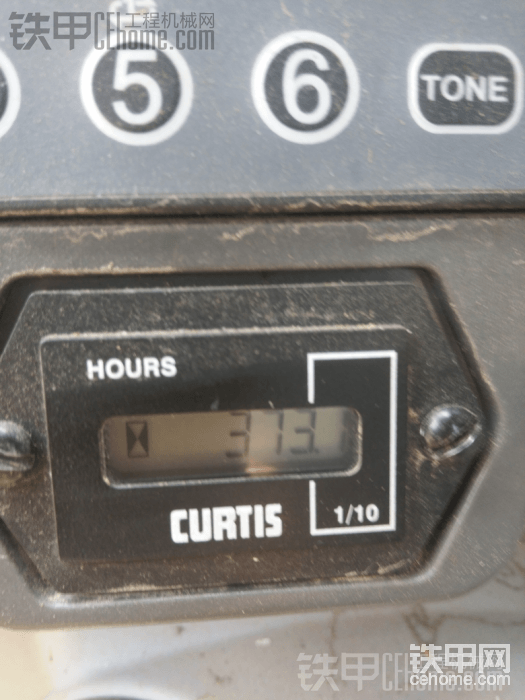 铁甲 工程机械网 cehome.com
5 6 TONE
HOURS
CURTIS
1/10
铁甲网
cehome.com